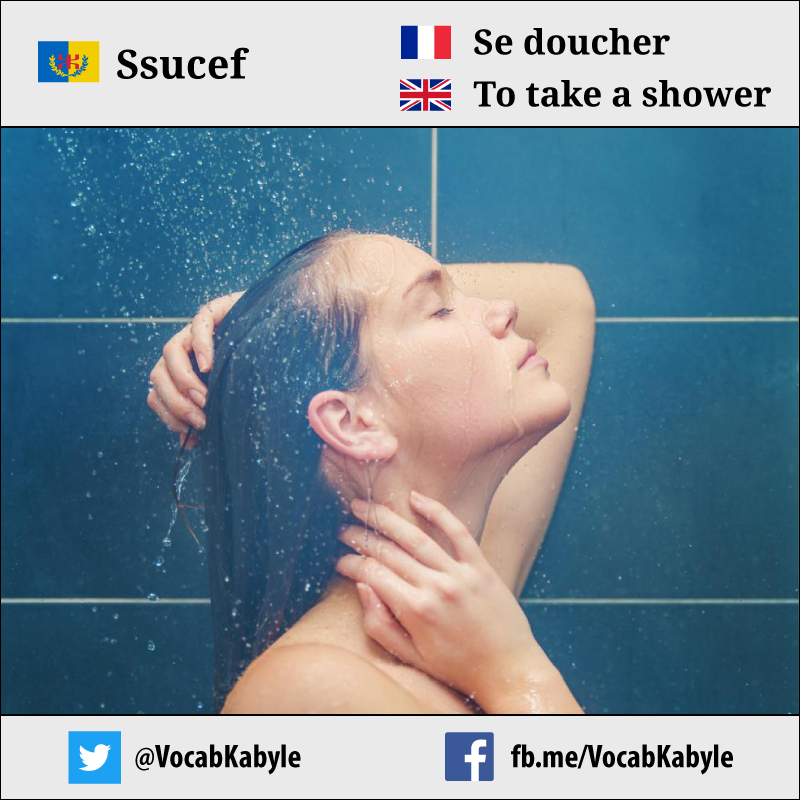 Ssucef
Se doucher
To take a shower
@VocabKabyle
fb.me/VocabKabyle